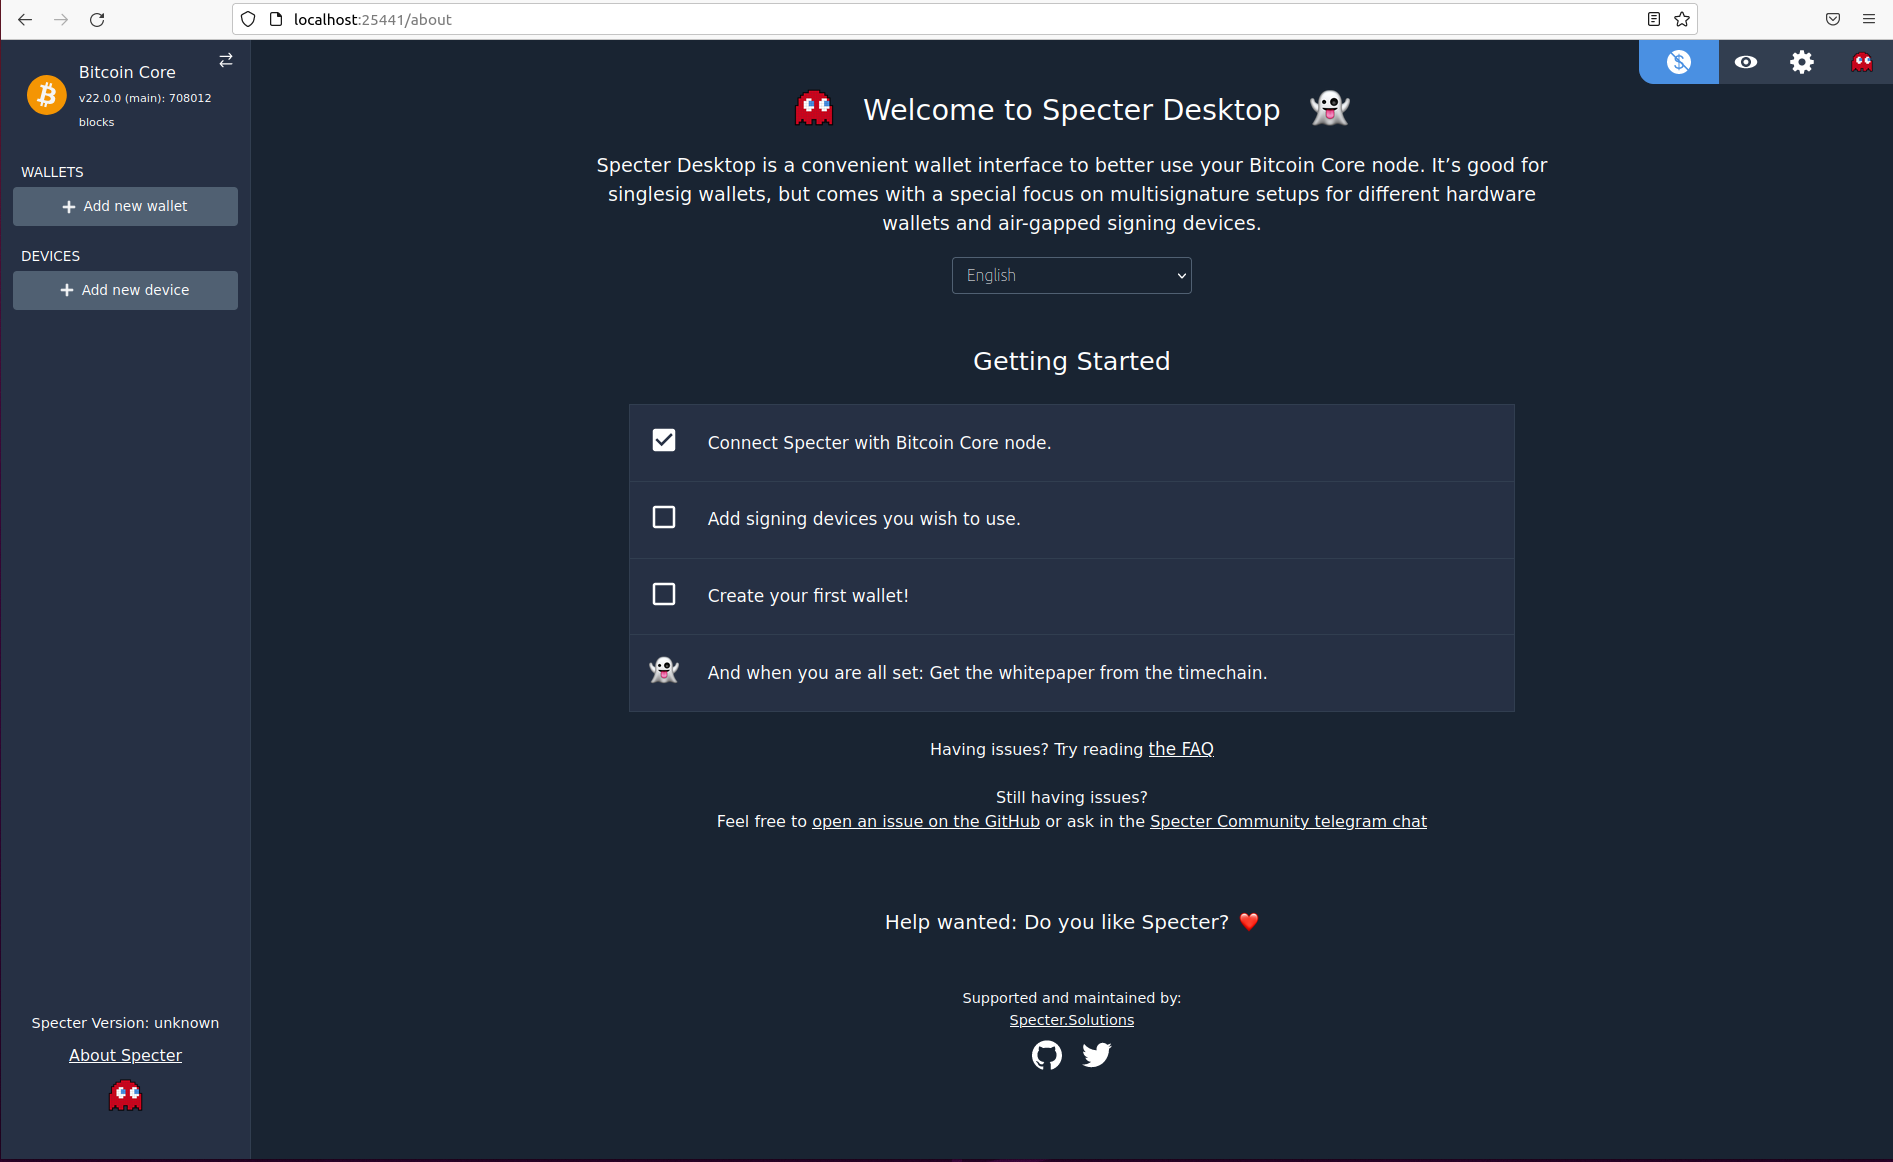 localhost:25441/about
Bitcoin Core
v22.0.0 (main): 708012
blocks
WALLETS
+ Add new wallet
DEVICES
+ Add new device
Specter Version: unknown
About Specter
Welcome to Specter Desktop
Specter Desktop is a convenient wallet interface to better use your Bitcoin Core node. It’s good for
singlesig wallets, but comes with a special focus on multisignature setups for different hardware
wallets and air-gapped signing devices.
English
Getting Started
Connect Specter with Bitcoin Core node.
Add signing devices you wish to use.
Create your first wallet!
And when you are all set: Get the whitepaper from the timechain.
Having issues? Try reading the FAQ
Still having issues?
Feel free to open an issue on the GitHub or ask in the Specter Community telegram chat
Help wanted: Do you like Specter? ❤️
Supported and maintained by:
Specter.Solutions